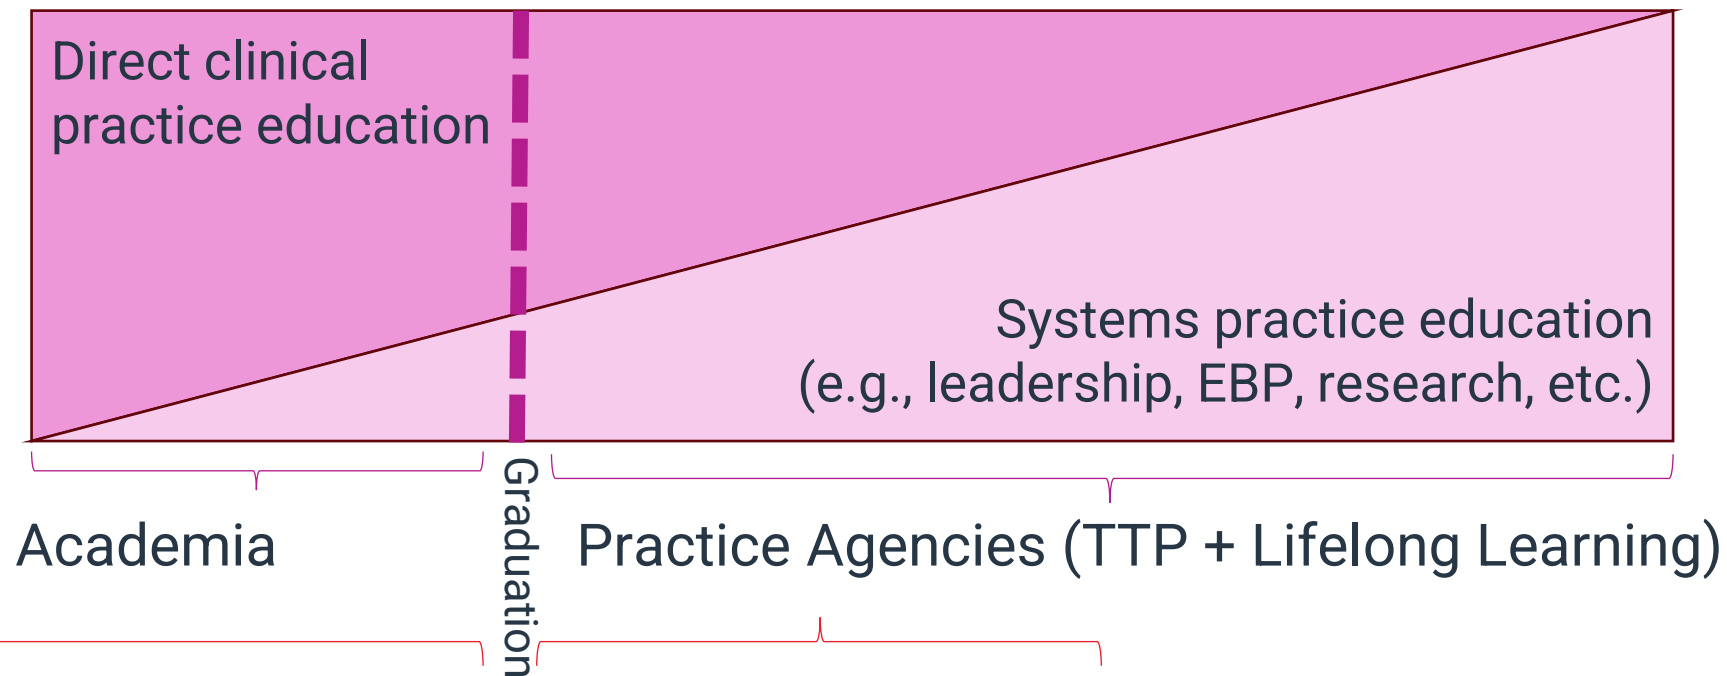 Direct clinical
practice education
Systems practice education
(e.g., leadership, EBP, research, etc.)
Graduation
Academia
Practice Agencies (TTP + Lifelong Learning)